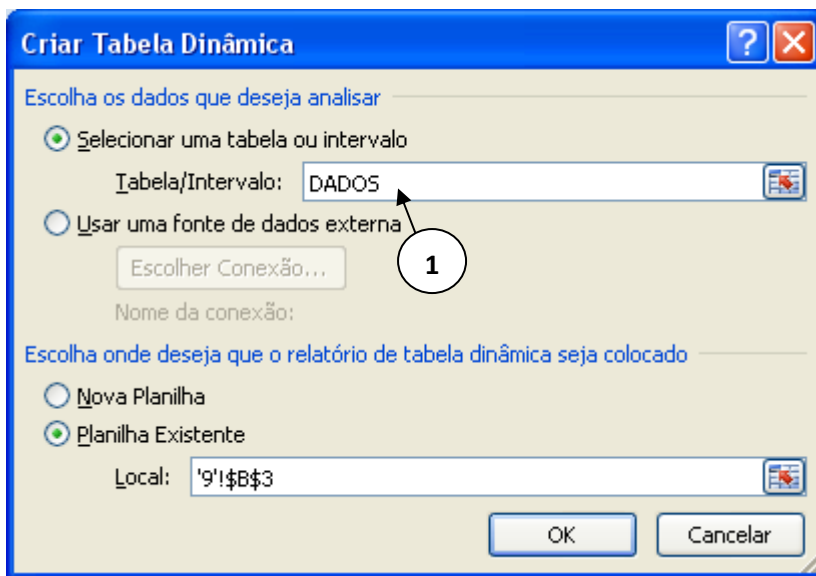 Criar Tabela Dinâmica
Escolha os dados que deseja analisar
Selecionar uma tabela ou intervalo
Tabela/Intervalo: DADOS
Usar uma fonte de dados externa
1
Escolher Conexão...
Nome da conexão:
Escolha onde deseja que o relatório de tabela dinâmica seja colocado
Nova Planilha
Planilha Existente
Local: '9'!$B$3
OK Cancelar